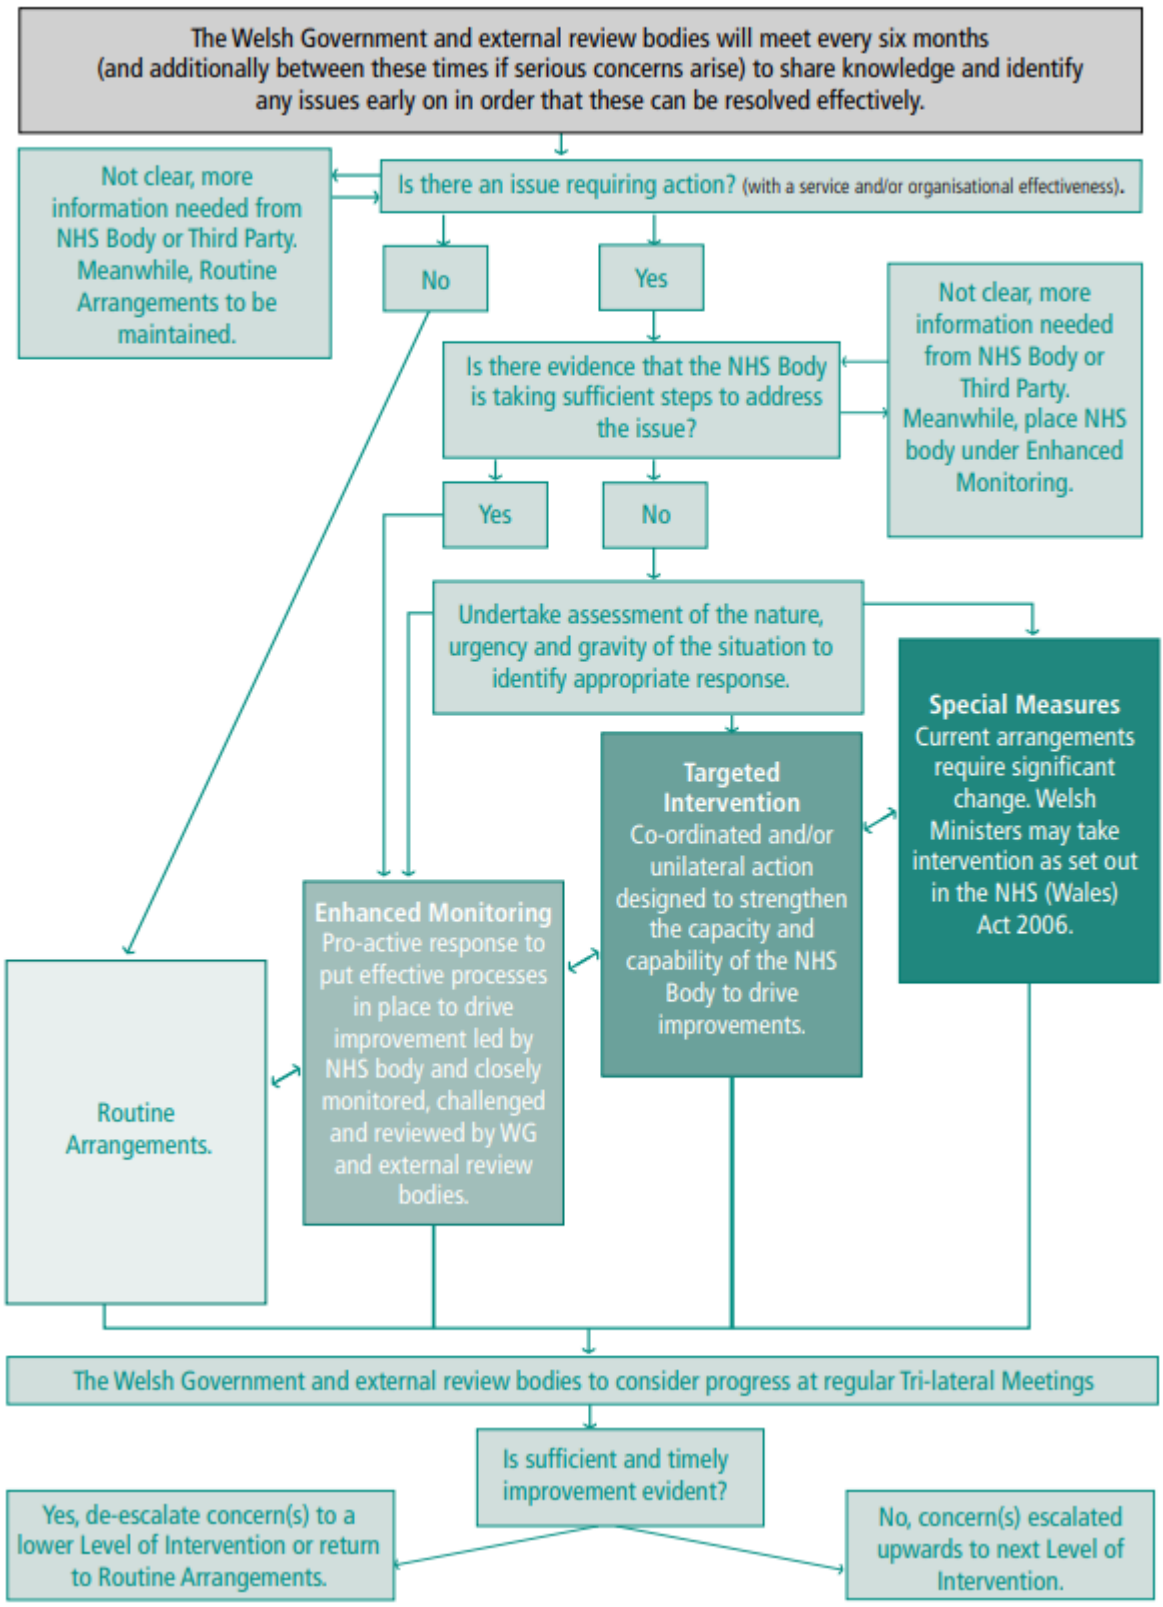 The Welsh Government and external review bodies will meet every six months
(and additionally between these times if serious concerns arise) to share knowledge and identify
any issues early on in order that these can be resolved effectively.
Not clear, more
information needed from
NHS Body or Third Party.
Meanwhile, Routine
Arrangements to be
maintained.
Is there an issue requiring action? (with a service and/or organisational effectiveness).
No
Yes
Not clear, more
information needed
from NHS Body or
Third Party.
Meanwhile, place NHS
body under Enhanced
Monitoring.
Is there evidence that the NHS Body
is taking sufficient steps to address
the issue?
Yes
No
Undertake assessment of the nature,
urgency and gravity of the situation to
identify appropriate response.
Special Measures
Current arrangements
require significant
change. Welsh
Ministers may take
intervention as set out
in the NHS (Wales)
Act 2006.
Targeted
Intervention
Co-ordinated and/or
unilateral action
designed to strengthen
the capacity and
capability of the NHS
Body to drive
improvements.
Enhanced Monitoring
Pro-active response to
put effective processes
in place to drive
improvement led by
NHS body and closely
monitored, challenged
and reviewed by WG
and external review
bodies.
Routine
Arrangements.
The Welsh Government and external review bodies to consider progress at regular Tri-lateral Meetings
Is sufficient and timely
improvement evident?
Yes, de-escalate concern(s) to a
lower Level of Intervention or return
to Routine Arrangements.
No, concern(s) escalated
upwards to next Level of
Intervention.